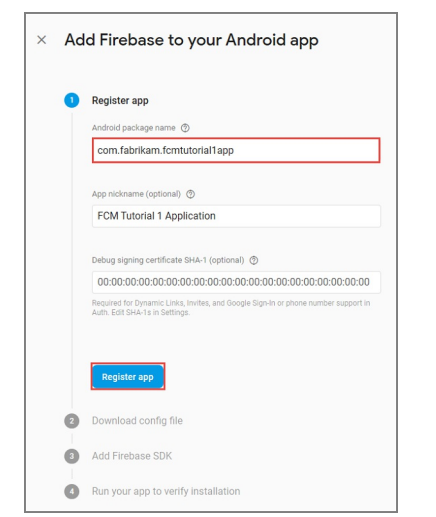 × Add Firebase to your Android app
1 Register app
Android package name ?
com.fabrikam.fcmtutorial1app
App nickname (optional) ?
FCM Tutorial 1 Application
Debug signing certificate SHA-1 (optional) ?
00:00:00:00:00:00:00:00:00:00:00:00:00:00:00:00:00:00:00:00
Required for Dynamic Links, Invites, and Google Sign-In or phone number support in
Auth. Edit SHA-1s in Settings.
Register app
2 Download config file
3 Add Firebase SDK
4 Run your app to verify installation